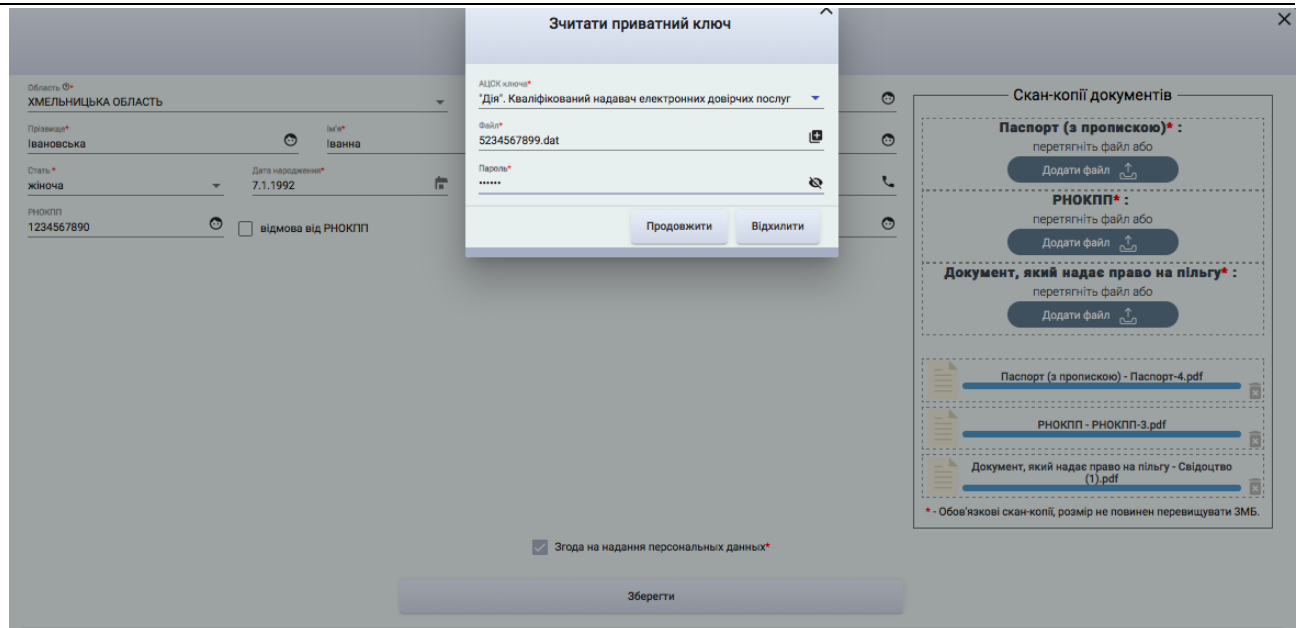 Зчитати приватний ключ
АЦСК ключа*
"Дія". Кваліфікований надавач електронних довірчих послуг
Файл*
5234567899.dat
Пароль*
••••••
Продовжити Відхилити
Область ?*
ХМЕЛЬНИЦЬКА ОБЛАСТЬ
Прізвище* Ім'я*
Івановська Іванна
Стать * Дата народження*
жіноча 7.1.1992
РНОКПП
1234567890 відмова від РНОКПП
Скан-копії документів
Паспорт (з пропискою)* :
перетягніть файл або
Додати файл
РНОКПП* :
перетягніть файл або
Додати файл
Документ, який надає право на пільгу* :
перетягніть файл або
Додати файл
Паспорт (з пропискою) - Паспорт-4.pdf
РНОКПП - РНОКПП-3.pdf
Документ, який надає право на пільгу - Свідоцтво
(1).pdf
* - Обов'язкові скан-копії, розмір не повинен перевищувати 3МБ.
Згода на надання персональных данных*
Зберегти